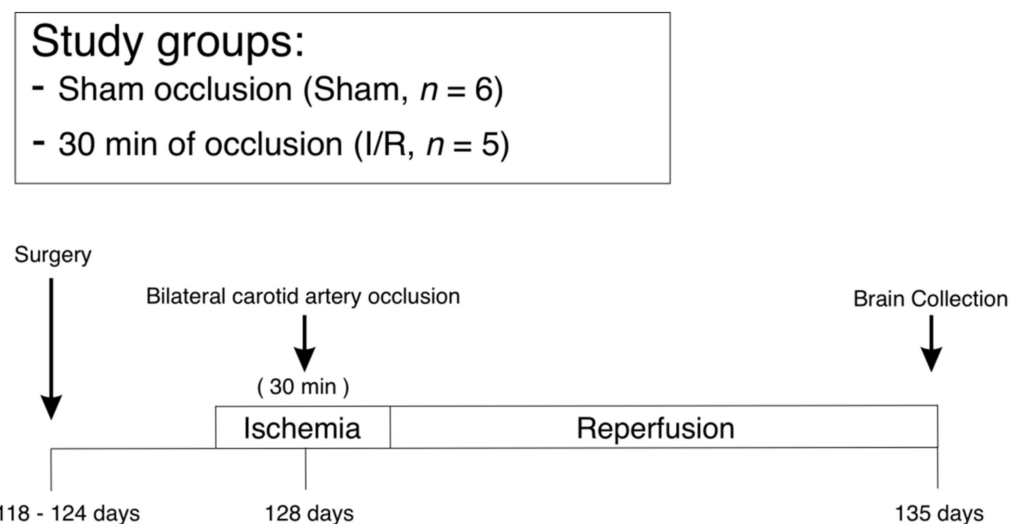 Study groups:
- Sham occlusion (Sham, n = 6)
- 30 min of occlusion (I/R, n = 5)
Surgery
Bilateral carotid artery occlusion
Brain Collection
( 30 min )
Ischemia
Reperfusion
118 - 124 days
128 days
135 days